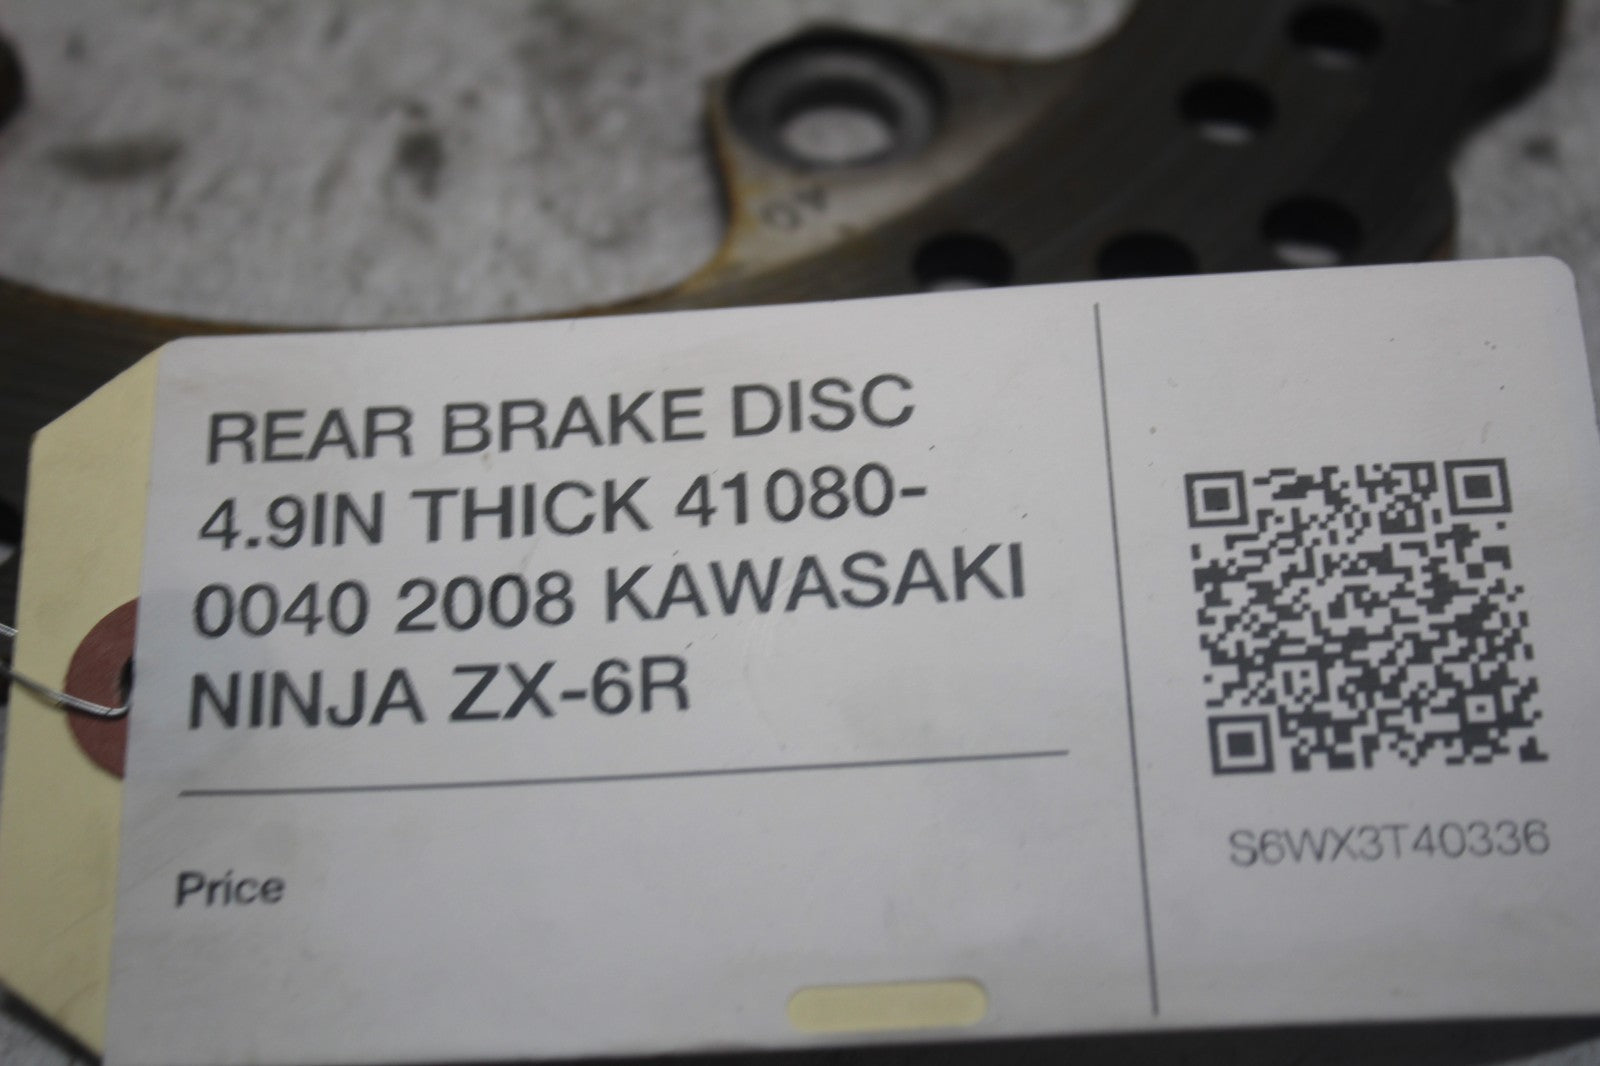 REAR BRAKE DISC
4.9IN THICK 41080-
0040 2008 KAWASAKI
NINJA ZX-6R
Price
S6WX3T40336